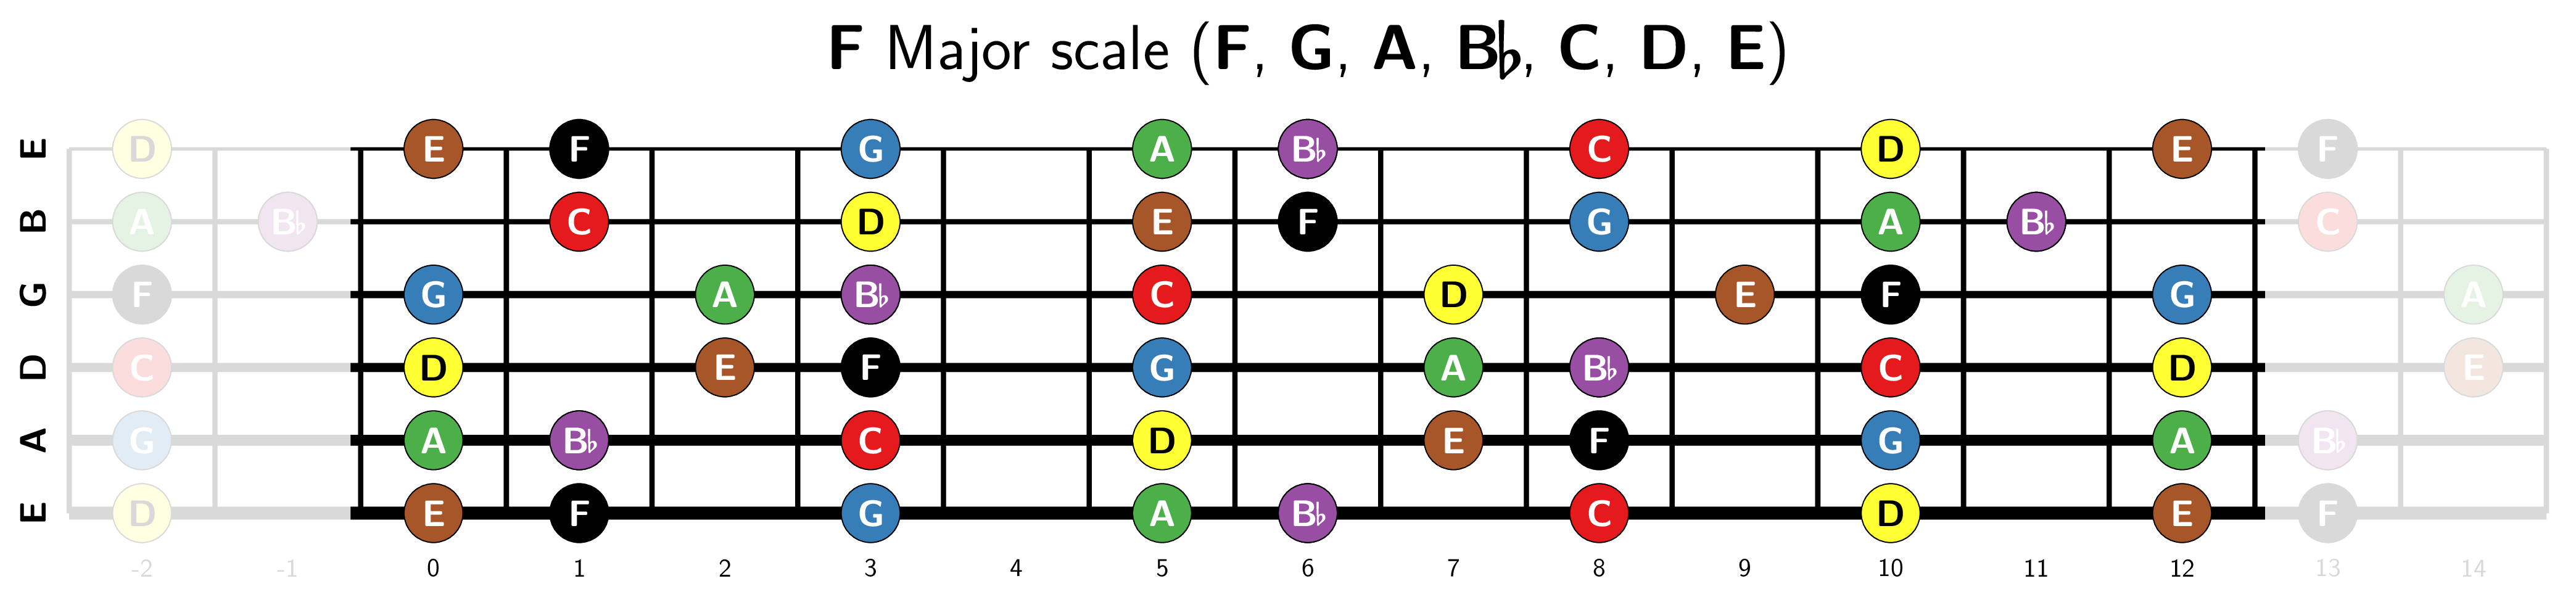 F Major scale (F, G, A, B♭, C, D, E)
E D E F G A B♭ C D E F
B A B♭ C D E F G A B♭ C
G F G A B♭ C D E F G A
D C D E F G A B♭ C D E
A G A B♭ C D E F G A B♭
E D E F G A B♭ C D E F
-2 -1 0 1 2 3 4 5 6 7 8 9 10 11 12 13 14